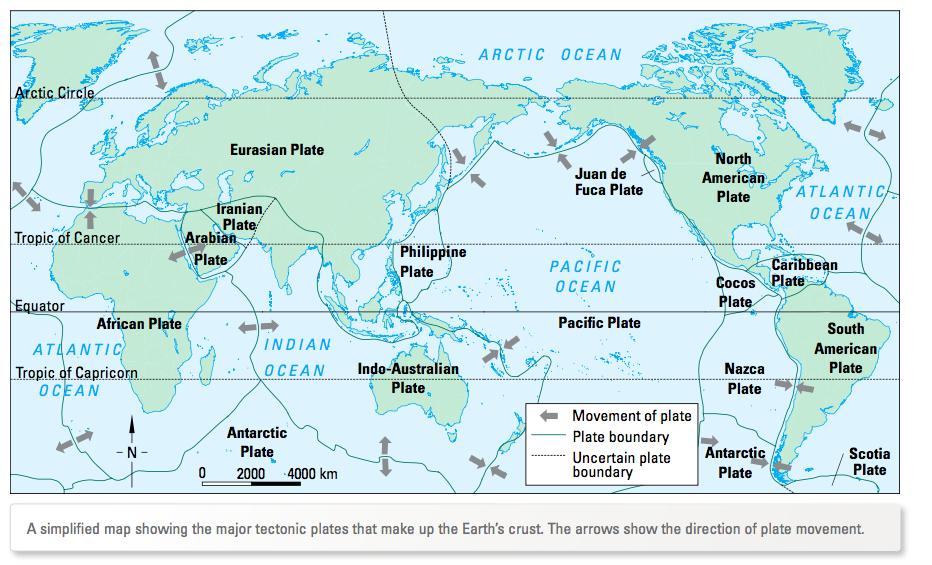 ARCTIC OCEAN
Arctic Circle
Eurasian Plate
North
American
Plate
Juan de
Fuca Plate
ATLANTIC
OCEAN
Iranian
Plate
Tropic of Cancer
Arabian
Plate
Philippine
Plate
PACIFIC
OCEAN
Caribbean
Plate
Cocos
Plate
Equator
African Plate
Pacific Plate
South
American
Plate
ATLANTIC
OCEAN
INDIAN
OCEAN
Tropic of Capricorn
Indo-Australian
Plate
Nazca
Plate
Movement of plate
Plate boundary
Uncertain plate
boundary
Antarctic
Plate
N
0 2000 4000 km
Antarctic
Plate
Scotia
Plate
A simplified map showing the major tectonic plates that make up the Earth's crust. The arrows show the direction of plate movement.